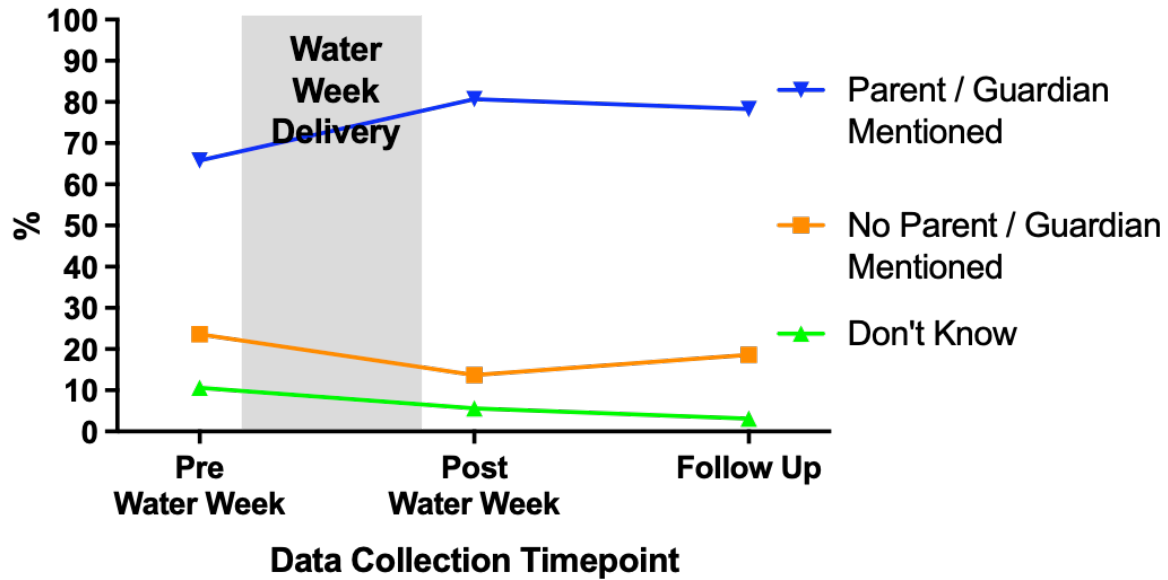 100
90
80
70
60
50
40
30
20
10
0
%
Water
Week
Delivery
Parent / Guardian
Mentioned
No Parent / Guardian
Mentioned
Don't Know
Pre
Water Week
Post
Water Week
Follow Up
Data Collection Timepoint